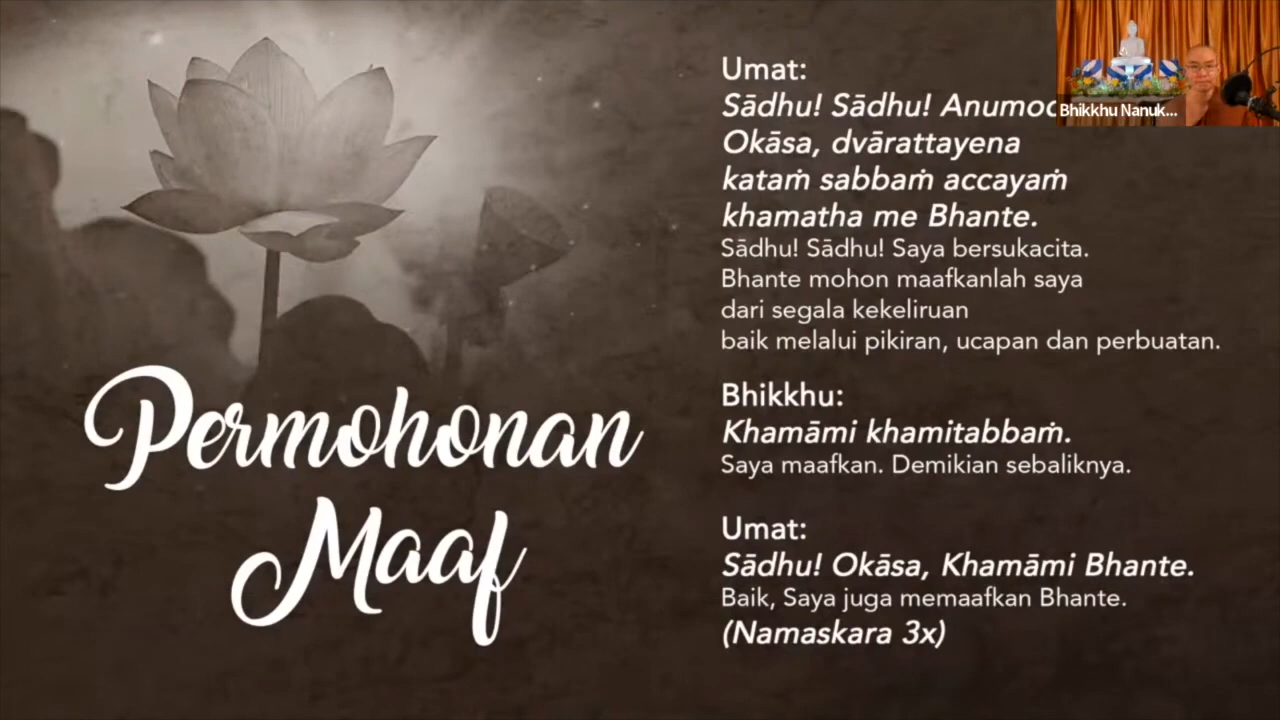 Permohonan
Maaf
Umat:
Sādhu! Sādhu!
Okāsa, dvārattayena
kataṁ sabbaṁ accayaṁ
khamatha me Bhante.
Sādhu! Sādhu! Saya bersukacita.
Bhante mohon maafkanlah saya
dari segala kekeliruan
baik melalui pikiran, ucapan dan perbuatan.
Bhikkhu:
Khamāmi khamitabbaṁ.
Saya maafkan. Demikian sebaliknya.
Umat:
Sādhu! Okāsa, Khamāmi Bhante.
Baik, Saya juga memaafkan Bhante.
(Namaskara 3x)
Bhikkhu Nanuk...